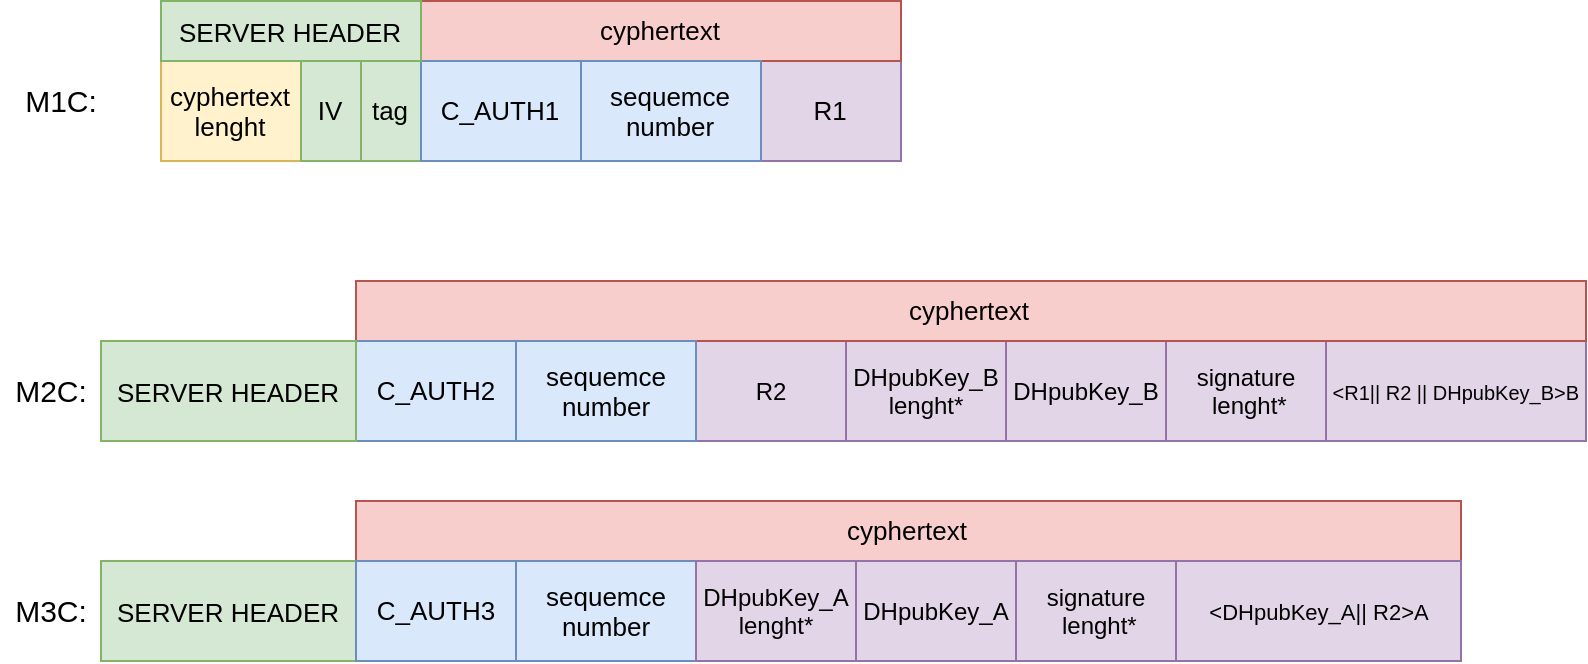 SERVER HEADER
cyphertext
M1C:
cyphertext
lenght
IV
tag
C_AUTH1
sequemce
number
R1
cyphertext
M2C:
SERVER HEADER
C_AUTH2
sequemce
number
R2
DHpubKey_B
lenght*
DHpubKey_B
signature
lenght*
<R1|| R2 || DHpubKey_B>B
cyphertext
M3C:
SERVER HEADER
C_AUTH3
sequemce
number
DHpubKey_A
lenght*
DHpubKey_A
signature
lenght*
<DHpubKey_A|| R2>A